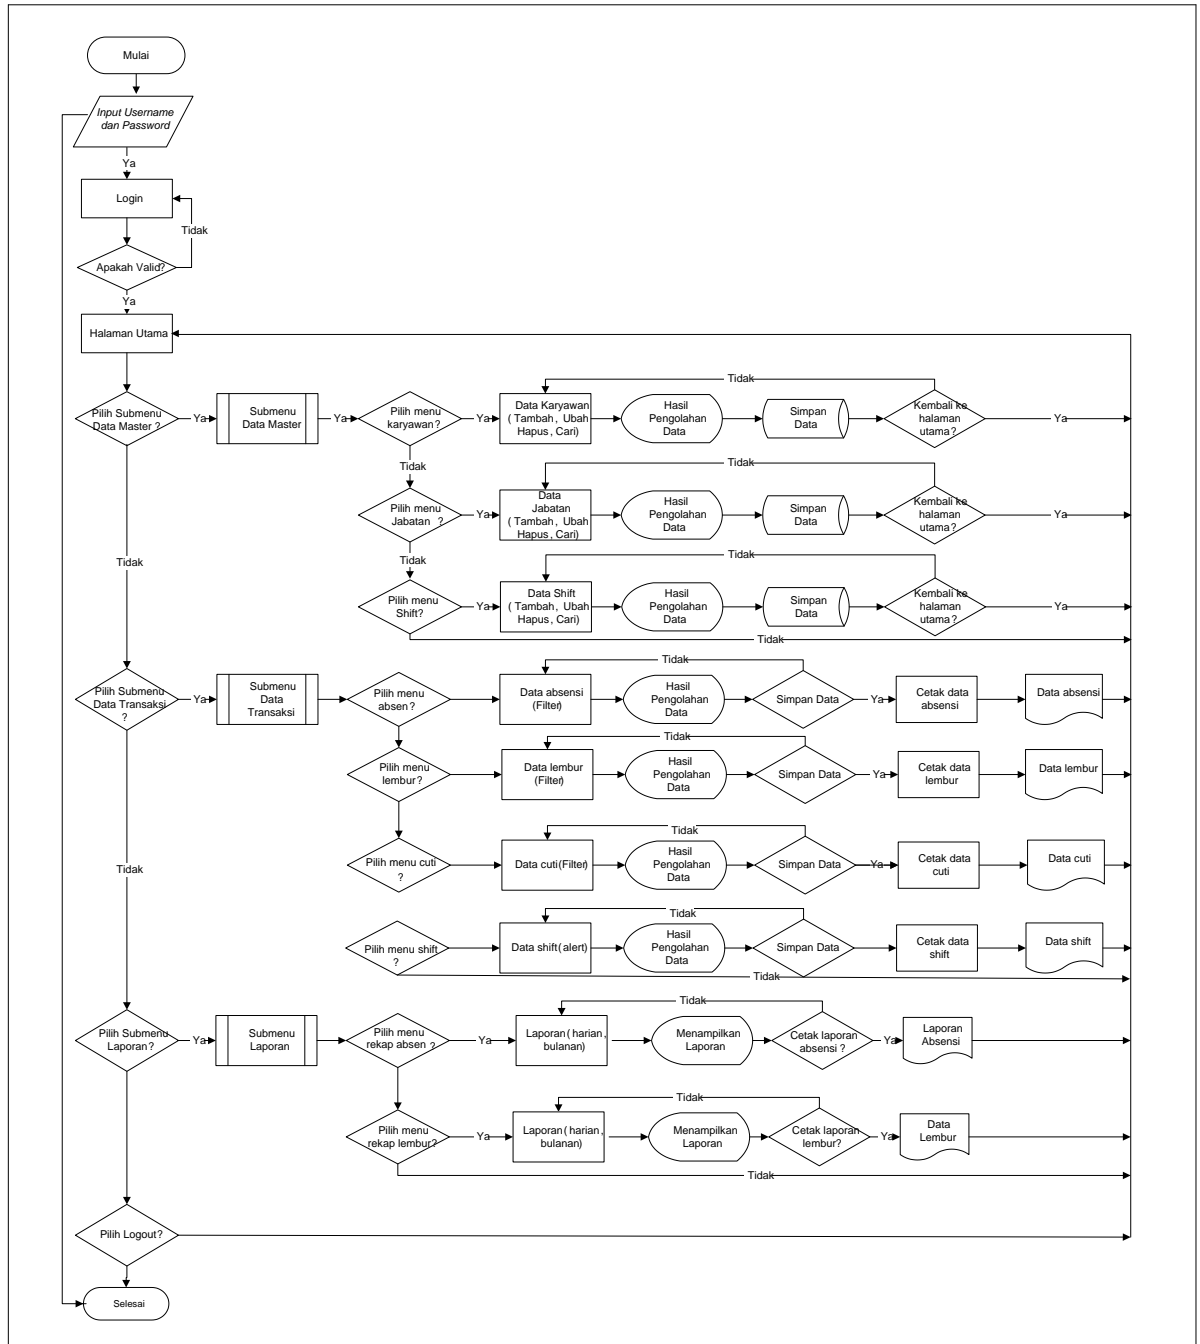 Mulai
Input Username
dan Password
Ya
Login
Tidak
Apakah Valid?
Ya
Halaman Utama
Tidak
Pilih Submenu
Data Master ?
Ya
Submenu
Data Master
Ya
Pilih menu
karyawan?
Ya
Data Karyawan
( Tambah, Ubah
Hapus, Cari)
Hasil
Pengolahan
Data
Simpan
Data
Kembali ke
halaman
utama?
Ya
Tidak
Tidak
Pilih menu
Jabatan ?
Ya
Data
Jabatan
( Tambah, Ubah
Hapus, Cari)
Hasil
Pengolahan
Data
Simpan
Data
Kembali ke
halaman
utama?
Ya
Tidak
Tidak
Tidak
Pilih menu
Shift?
Ya
Data Shift
( Tambah, Ubah
Hapus, Cari)
Hasil
Pengolahan
Data
Simpan
Data
Kembali ke
halaman
utama?
Ya
Tidak
Tidak
Pilih Submenu
Data Transaksi
?
Ya
Submenu
Data
Transaksi
Pilih menu
absen?
Data absensi
(Filter)
Hasil
Pengolahan
Data
Simpan Data
Ya
Cetak data
absensi
Data absensi
Tidak
Pilih menu
lembur?
Data lembur
(Filter)
Hasil
Pengolahan
Data
Simpan Data
Ya
Cetak data
lembur
Data lembur
Tidak
Tidak
Pilih menu cuti
?
Data cuti(Filter)
Hasil
Pengolahan
Data
Simpan Data
Ya
Cetak data
cuti
Data cuti
Tidak
Pilih menu shift
?
Data shift(alert)
Hasil
Pengolahan
Data
Simpan Data
Cetak data
shift
Data shift
Tidak
Tidak
Pilih Submenu
Laporan?
Ya
Submenu
Laporan
Pilih menu
rekap absen ?
Ya
Laporan(harian,
bulanan)
Menampilkan
Laporan
Cetak laporan
absensi ?
Ya
Laporan
Absensi
Tidak
Pilih menu
rekap lembur?
Ya
Laporan(harian,
bulanan)
Menampilkan
Laporan
Cetak laporan
lembur?
Ya
Data
Lembur
Tidak
Pilih Logout?
Selesai